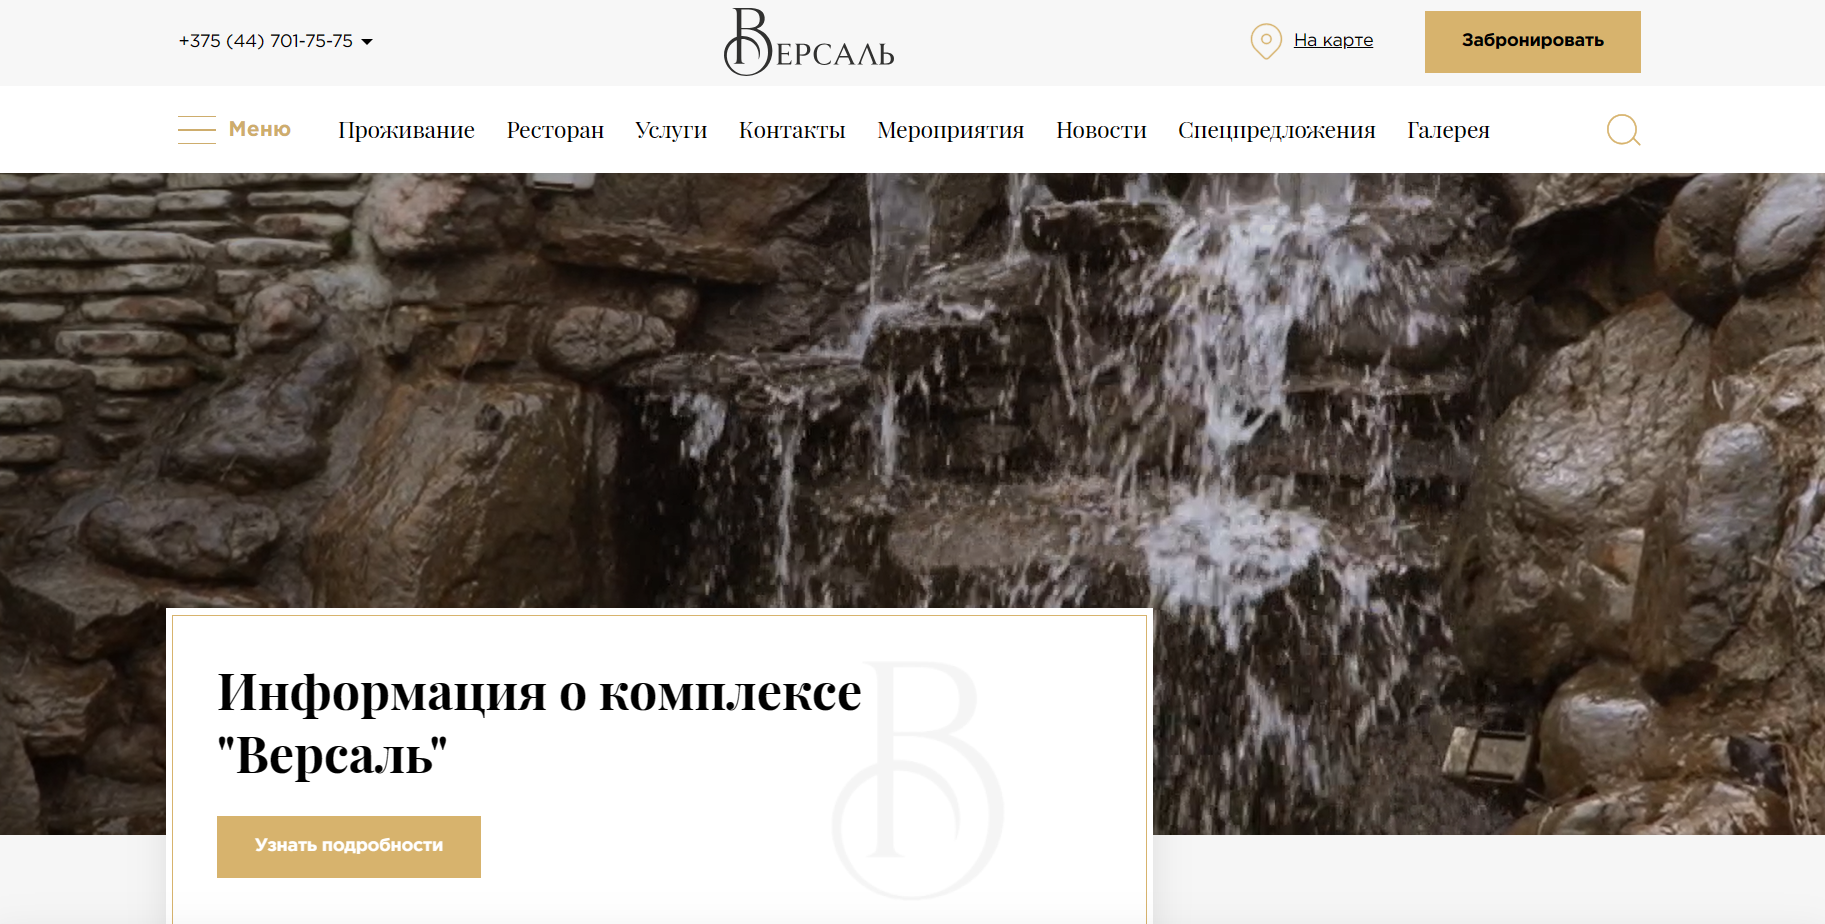 +375 (44) 701-75-75
Версаль
На карте
Забронировать
Меню
Проживание
Ресторан
Услуги
Контакты
Мероприятия
Новости
Спецпредложения
Галерея
Информация о комплексе
"Версаль"
Узнать подробности